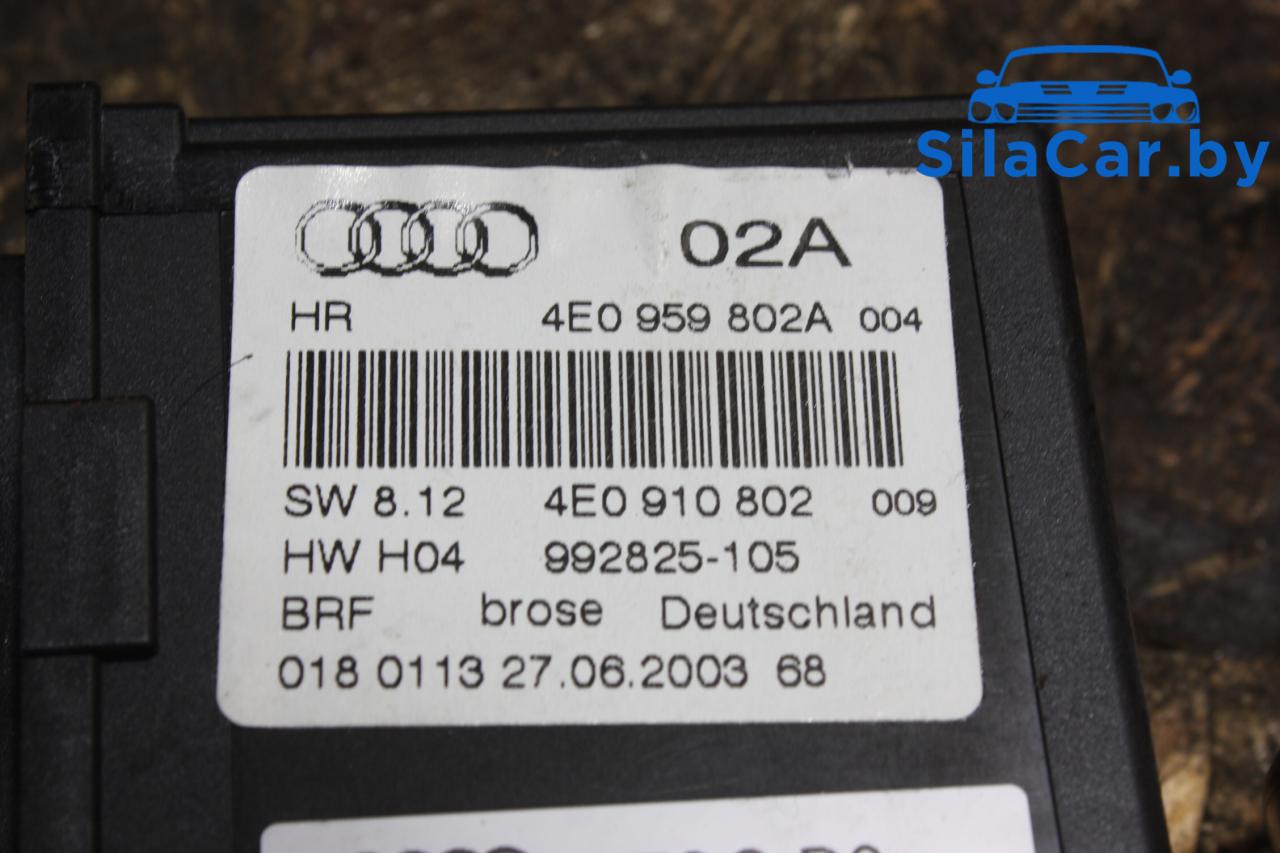 SilaCar.by
02A
HR 4E0 959 802A 004
SW 8.12 4E0 910 802 009
HW H04 992825-105
BRF brose Deutschland
018 0113 27.06.2003 68